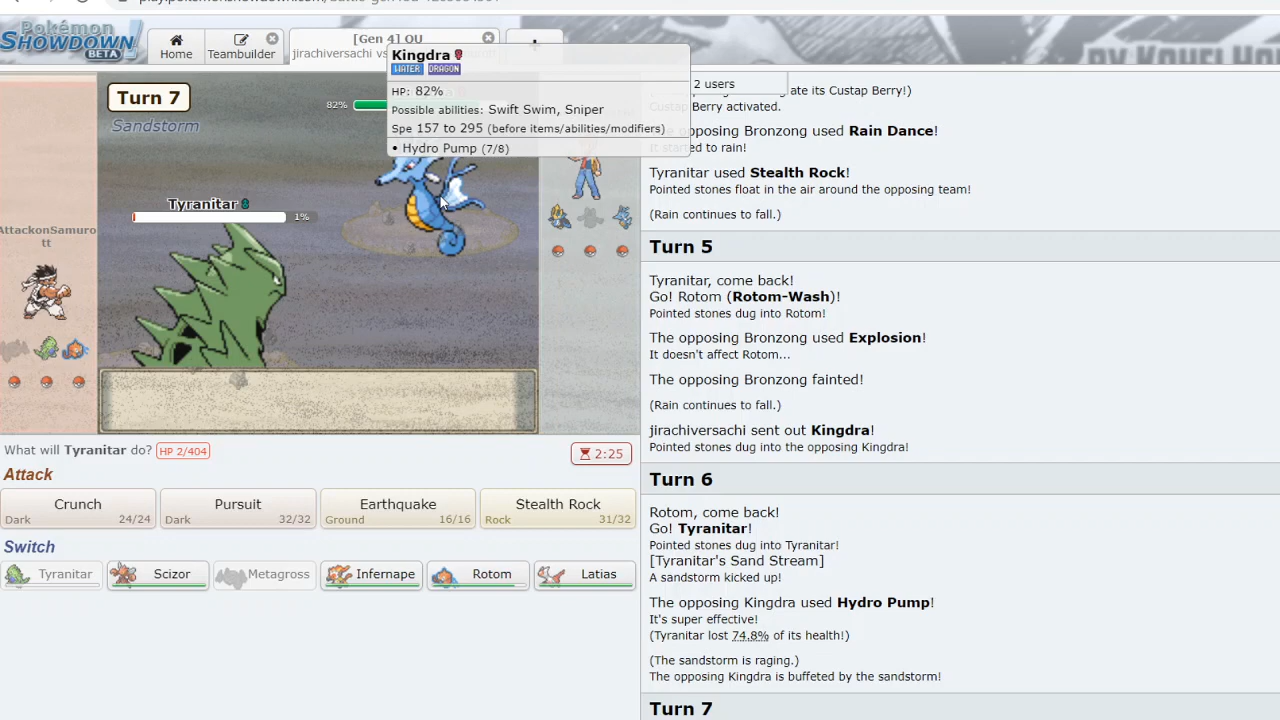 Pokémon
SHOWDOWN
BETA
Home
Teambuilder
[Gen 4] OU
jirachiversachi vs
Kingdra
WATER DRAGON
HP: 82%
Possible abilities: Swift Swim, Sniper
Spe 157 to 295 (before items/abilities/modifiers)
• Hydro Pump (7/8)
2 users
Turn 7
Sandstorm
82%
Tyranitar
1%
AttackonSamuro
tt
What will Tyranitar do? HP 2/404
2:25
Attack
Crunch
Dark 24/24
Pursuit
Dark 32/32
Earthquake
Ground 16/16
Stealth Rock
Rock 31/32
Switch
Tyranitar
Scizor
Metagross
Infernape
Rotom
Latias
ate its Custap Berry!)
Custap Berry activated.
e opposing Bronzong used Rain Dance!
It started to rain!
Tyranitar used Stealth Rock!
Pointed stones float in the air around the opposing team!
(Rain continues to fall.)
Turn 5
Tyranitar, come back!
Go! Rotom (Rotom-Wash)!
Pointed stones dug into Rotom!
The opposing Bronzong used Explosion!
It doesn't affect Rotom...
The opposing Bronzong fainted!
(Rain continues to fall.)
jirachiversachi sent out Kingdra!
Pointed stones dug into the opposing Kingdra!
Turn 6
Rotom, come back!
Go! Tyranitar!
Pointed stones dug into Tyranitar!
[Tyranitar's Sand Stream]
A sandstorm kicked up!
The opposing Kingdra used Hydro Pump!
It's super effective!
(Tyranitar lost 74.8% of its health!)
(The sandstorm is raging.)
The opposing Kingdra is buffeted by the sandstorm!
Turn 7